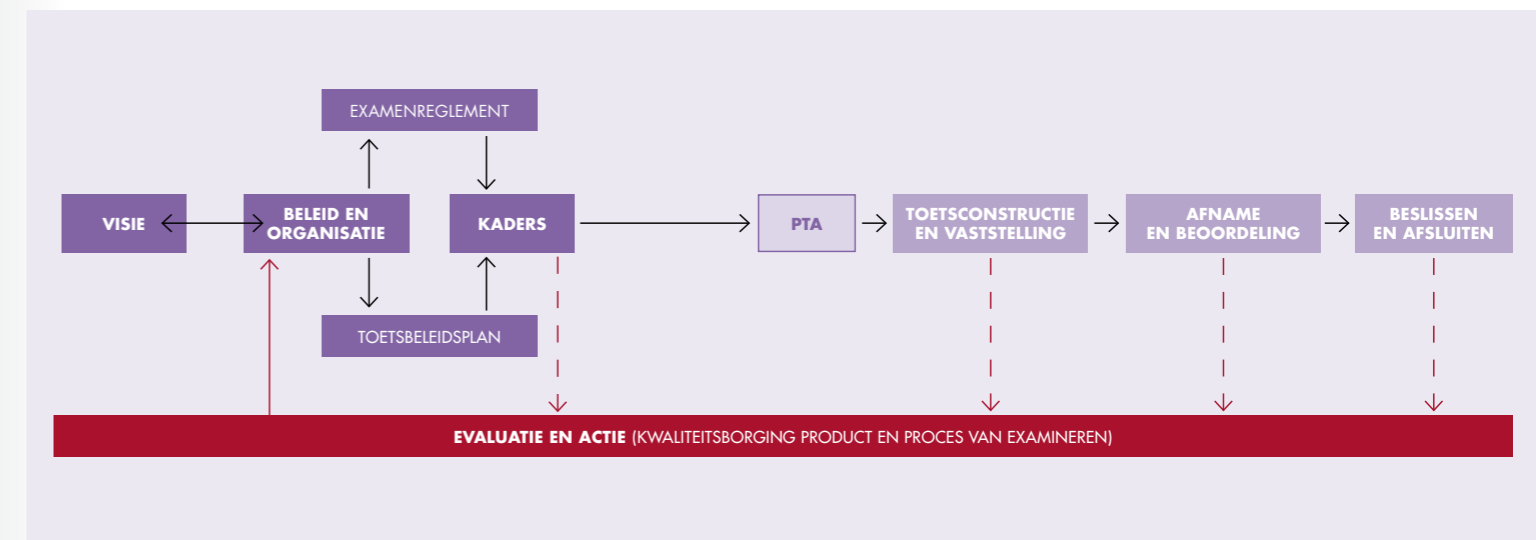 EXAMENREGLEMENT
VISIE
BELEID EN
ORGANISATIE
KADERS
PTA
TOETSCONSTRUCTIE
EN VASTSTELLING
AFNAME
EN BEOORDELING
BESLISSEN
EN AFSLUITEN
TOETSBELEIDSPLAN
EVALUATIE EN ACTIE (KWALITEITSBORGING PRODUCT EN PROCES VAN EXAMINEREN)